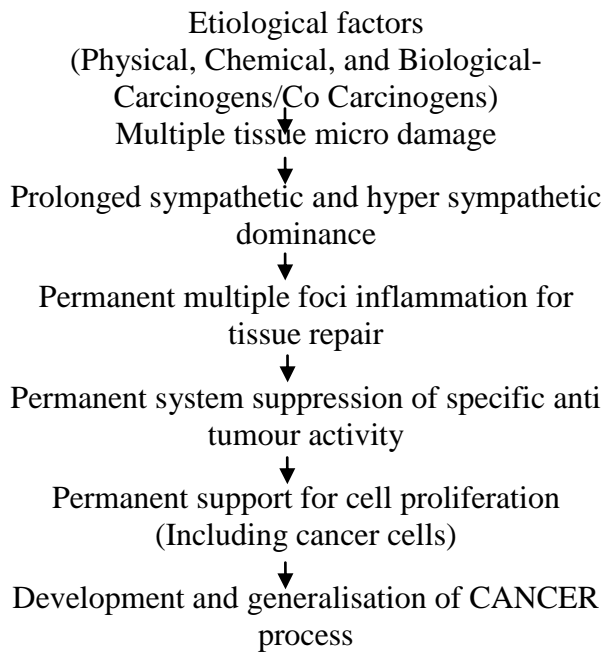 Etiological factors
(Physical, Chemical, and Biological-
Carcinogens/Co Carcinogens)
Multiple tissue micro damage
Prolonged sympathetic and hyper sympathetic
dominance
Permanent multiple foci inflammation for
tissue repair
Permanent system suppression of specific anti
tumour activity
Permanent support for cell proliferation
(Including cancer cells)
Development and generalisation of CANCER
process